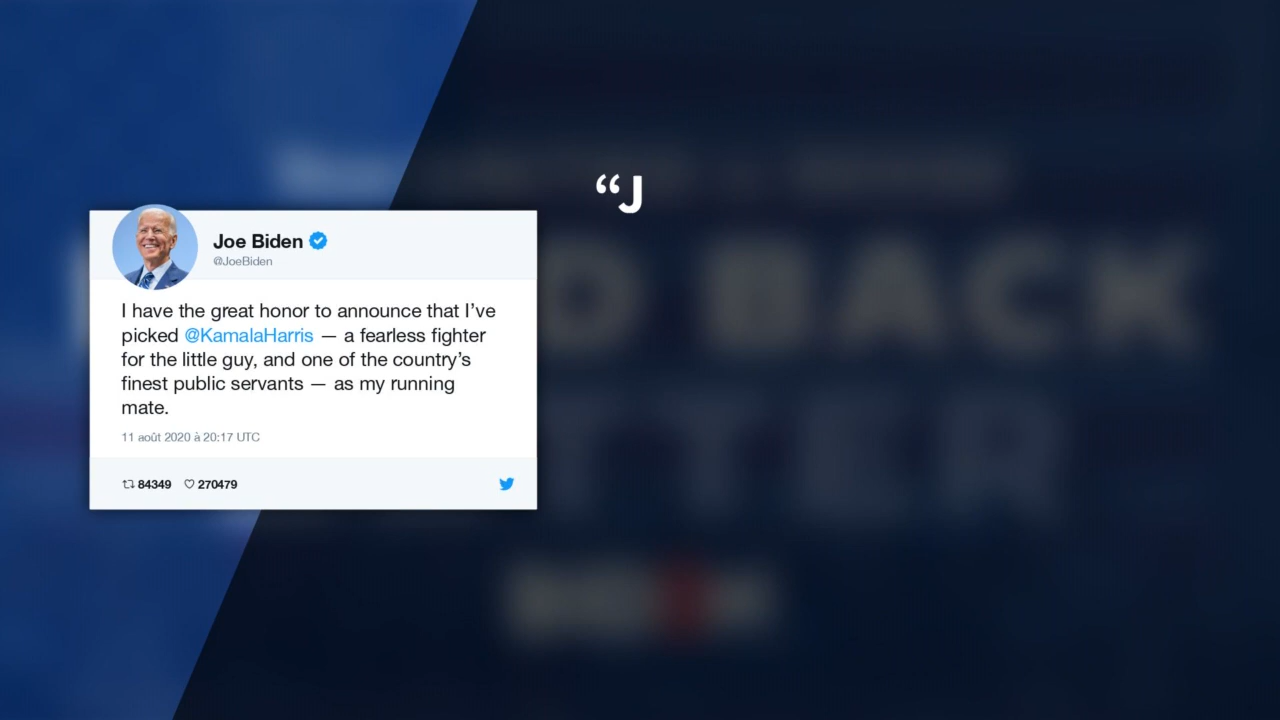 Joe Biden
@JoeBiden
I have the great honor to announce that I’ve
picked @KamalaHarris — a fearless fighter
for the little guy, and one of the country’s
finest public servants — as my running
mate.
11 août 2020 à 20:17 UTC
84349 270479
“J
BACK